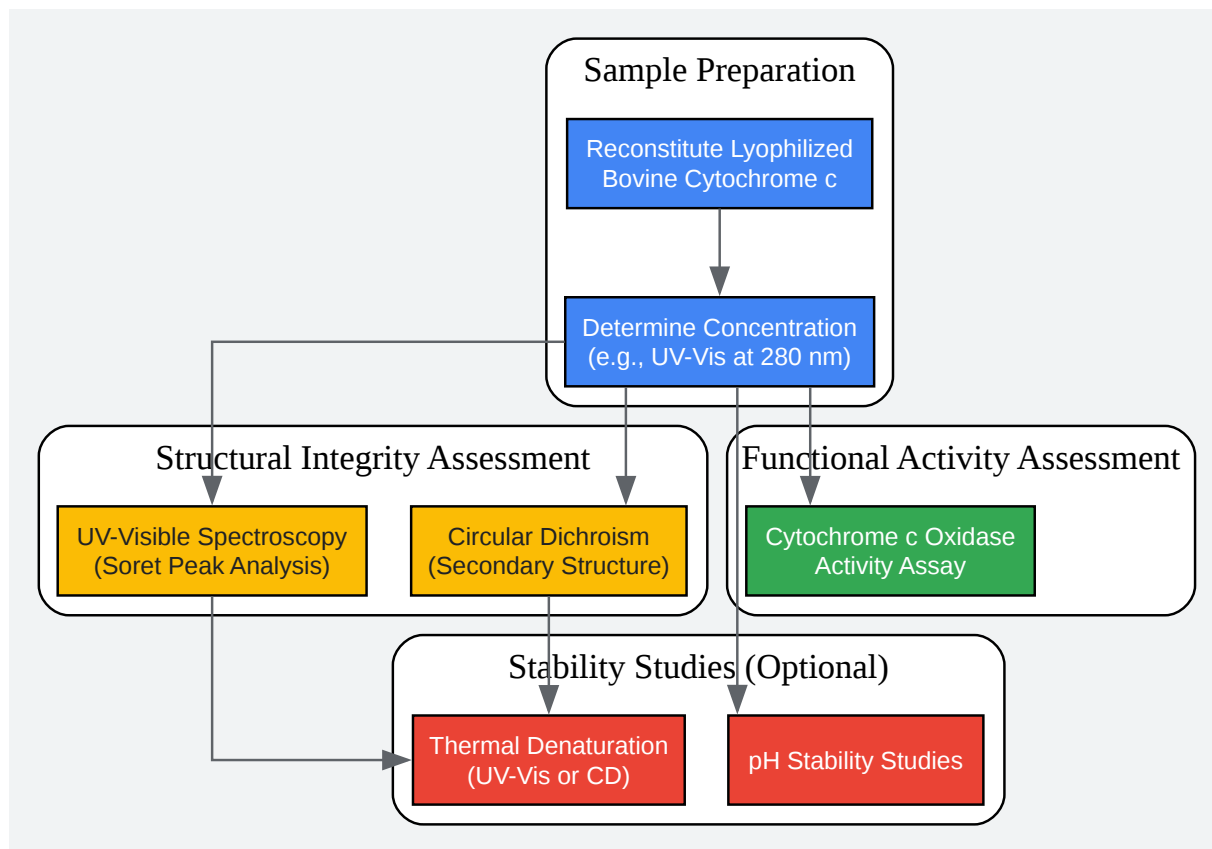 Sample Preparation
Reconstitute Lyophilized
Bovine Cytochrome c
Determine Concentration
(e.g., UV-Vis at 280 nm)
Structural Integrity Assessment
Functional Activity Assessment
UV-Visible Spectroscopy
(Soret Peak Analysis)
Circular Dichroism
(Secondary Structure)
Cytochrome c Oxidase
Activity Assay
Stability Studies (Optional)
Thermal Denaturation
(UV-Vis or CD)
pH Stability Studies